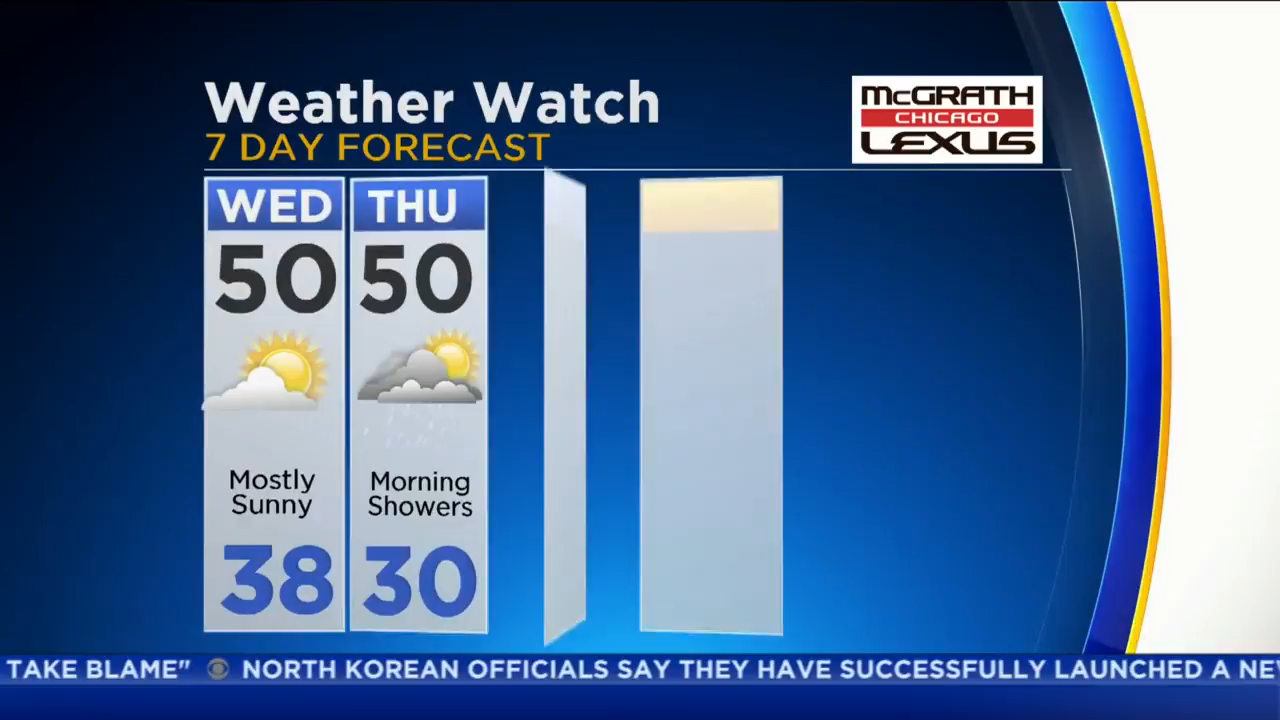 Weather Watch
7 DAY FORECAST
McGRATH
CHICAGO
LEXUS
WED
THU
50
50
Mostly
Sunny
Morning
Showers
38
30
TAKE BLAME" NORTH KOREAN OFFICIALS SAY THEY HAVE SUCCESSFULLY LAUNCHED A